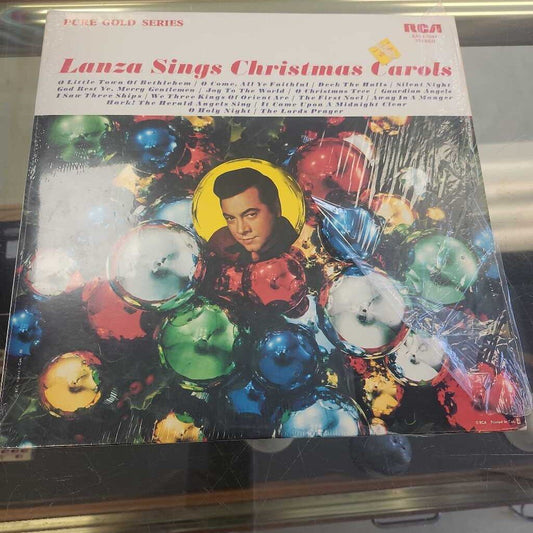 PURE GOLD SERIES
RCA
STEREO
Lanza Sings Christmas Carols
O Little Town Of Bethlehem / O Come, All Ye Faithful / Deck The Halls / Silent Night
God Rest Ye, Merry Gentlemen / Joy To The World / O Christmas Tree / Guardian Angels
I Saw Three Ships / We Three Kings Of Orient Are / The First Noel / Away In A Manger
Hark! The Herald Angels Sing / It Came Upon A Midnight Clear
O Holy Night / The Lords Prayer